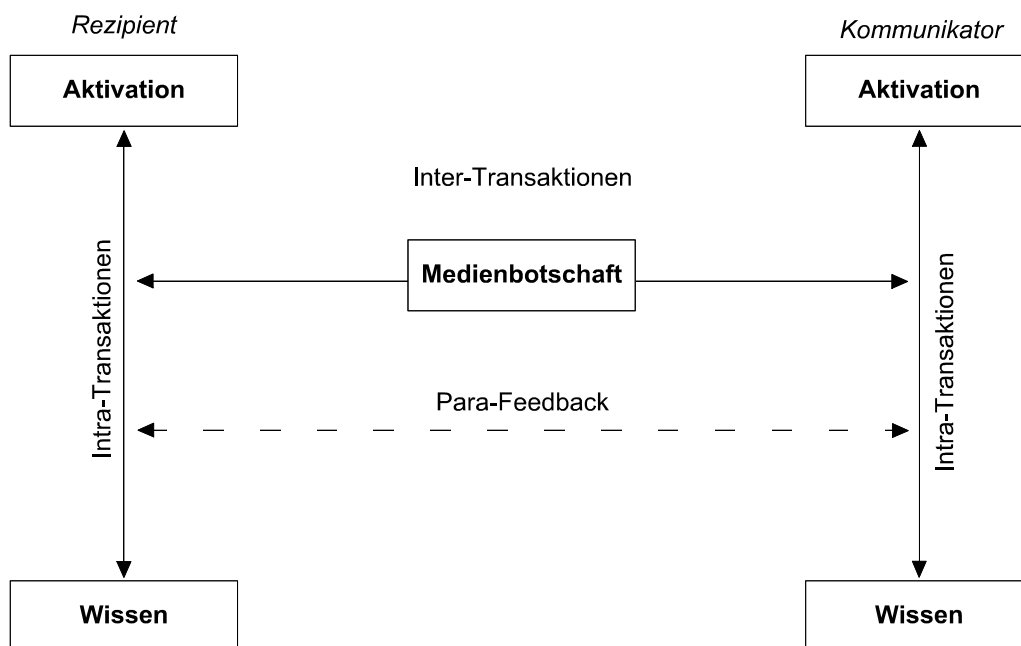 Rezipient
Kommunikator
Aktivation
Aktivation
Inter-Transaktionen
Medienbotschaft
Intra-Transaktionen
Intra-Transaktionen
Para-Feedback
Wissen
Wissen